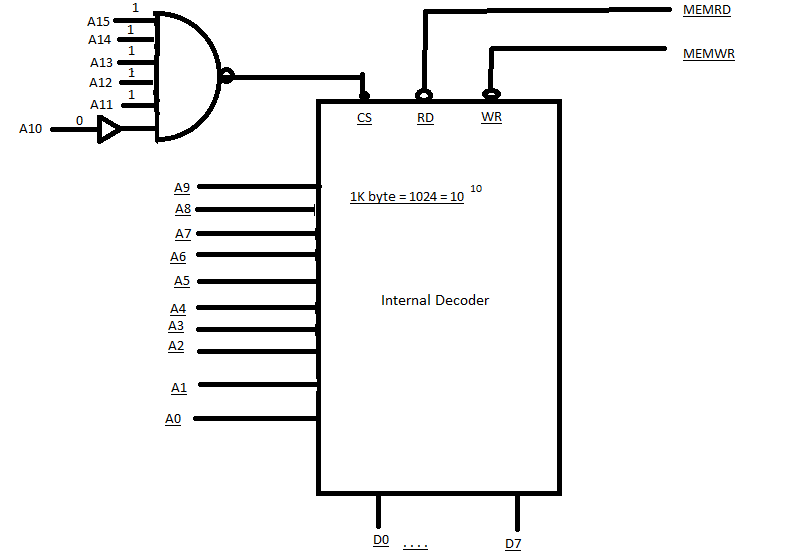 1
A15
MEMRD
1
A14
1
A13
MEMWR
1
A12
1
A11
0
A10
CS
RD
WR
A9
1K byte = 1024 = 10 10
A8
A7
A6
A5
Internal Decoder
A4
A3
A2
A1
A0
D0 .... D7